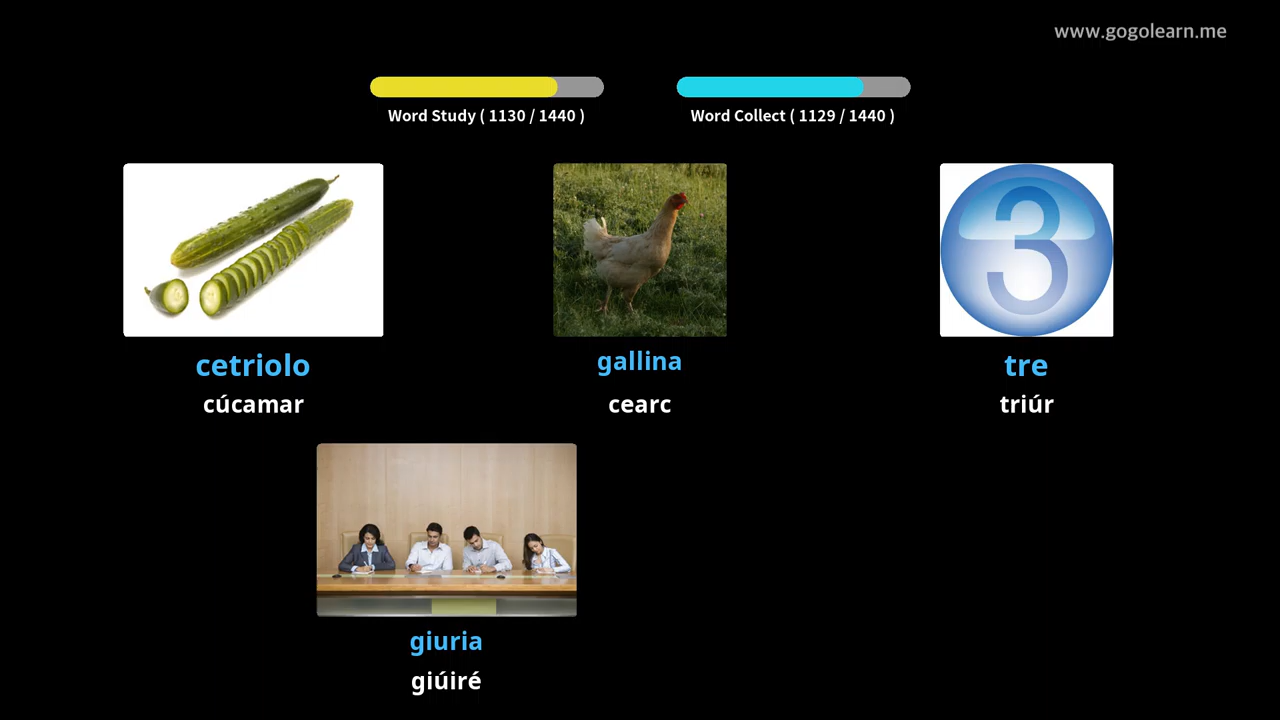 www.gogolearn.me
Word Study ( 1130 / 1440 )
Word Collect ( 1129 / 1440 )
3
cetriolo
gallina
tre
cúcamar
cearc
triúr
giuria
giúiré